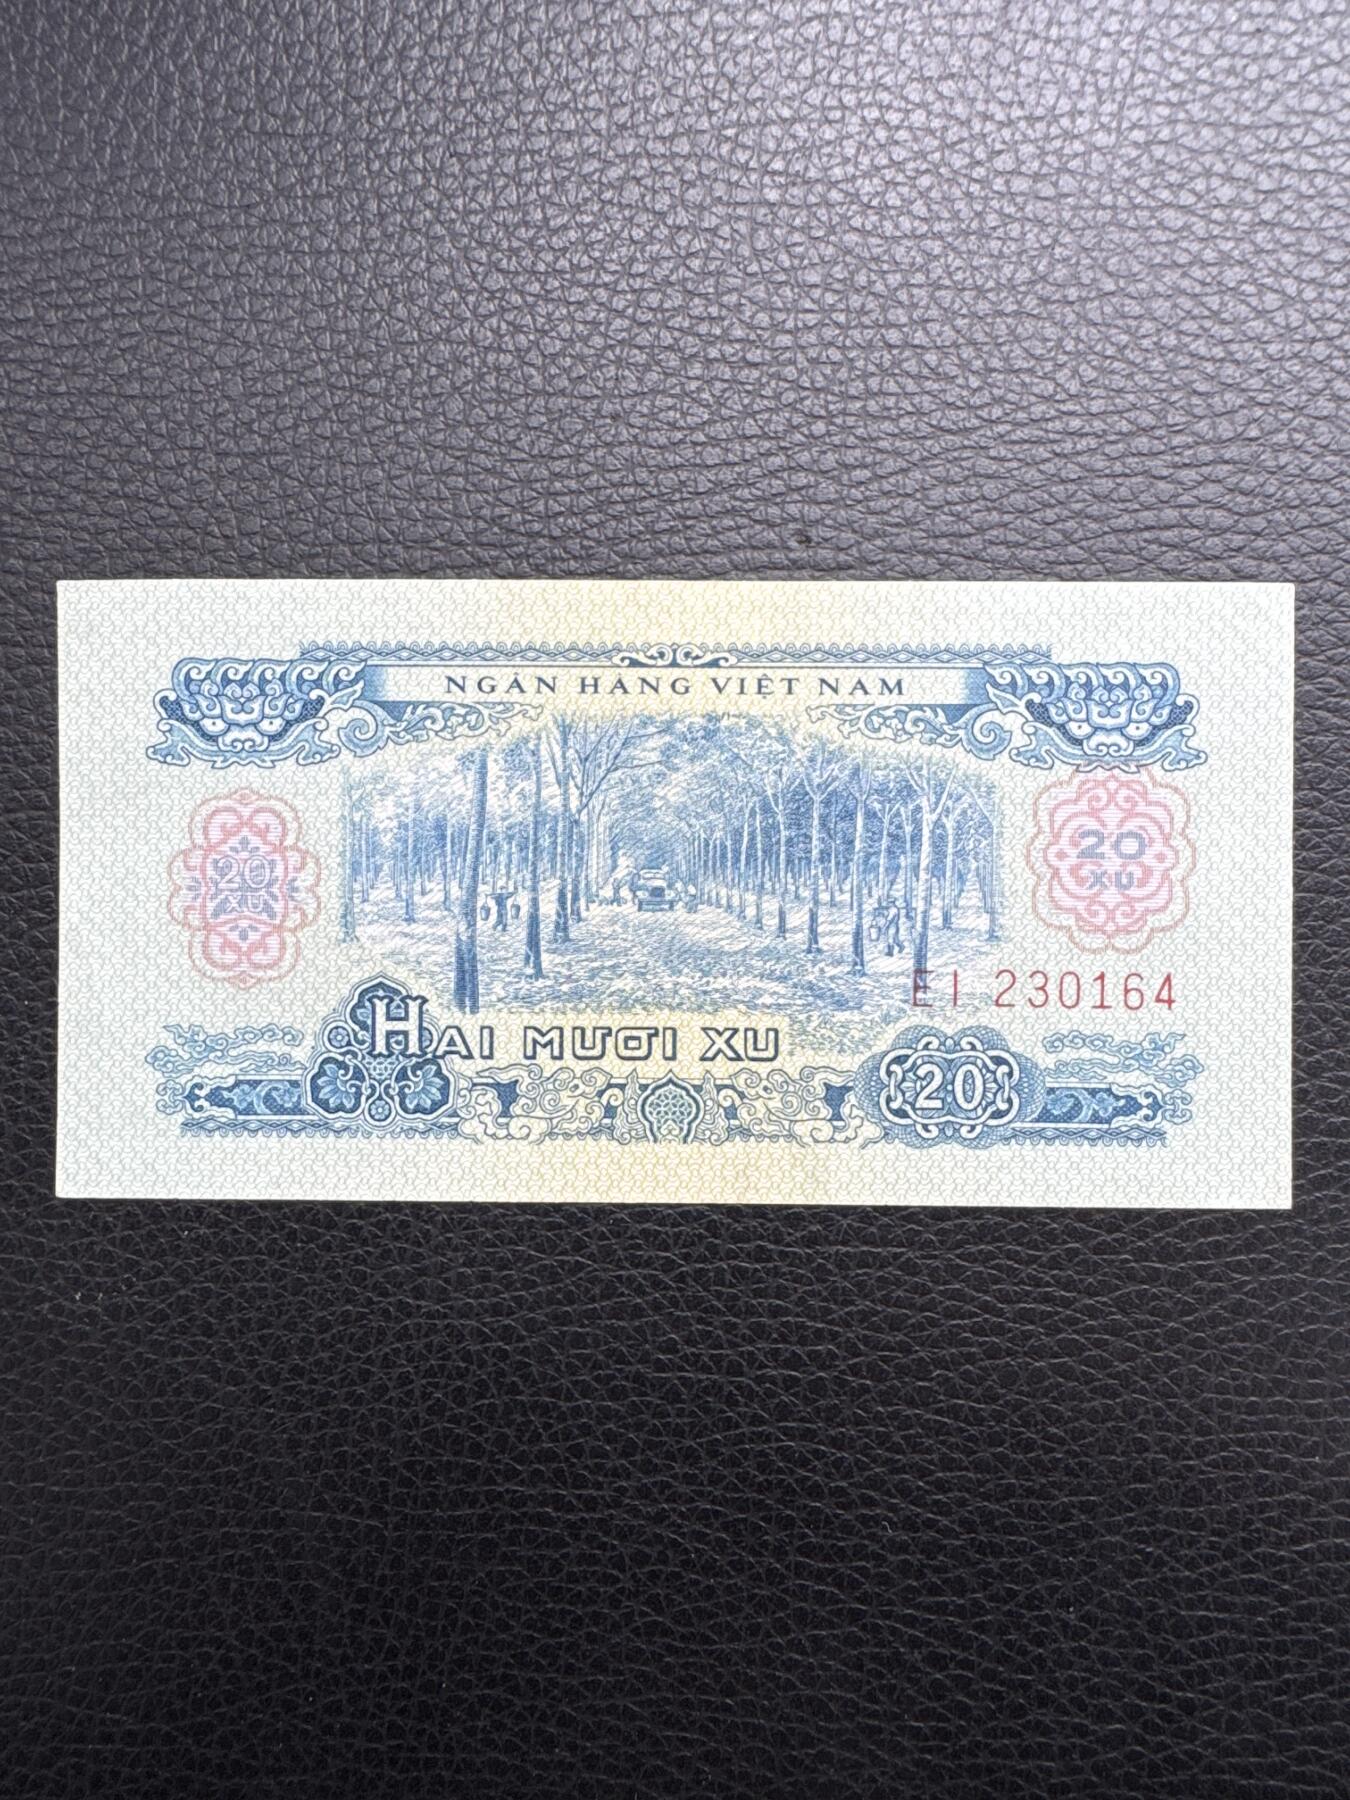 NGÂN HÀNG VIỆT NAM
20
XU
20
XU
EI 230164
HAI MƯƠI XU
20